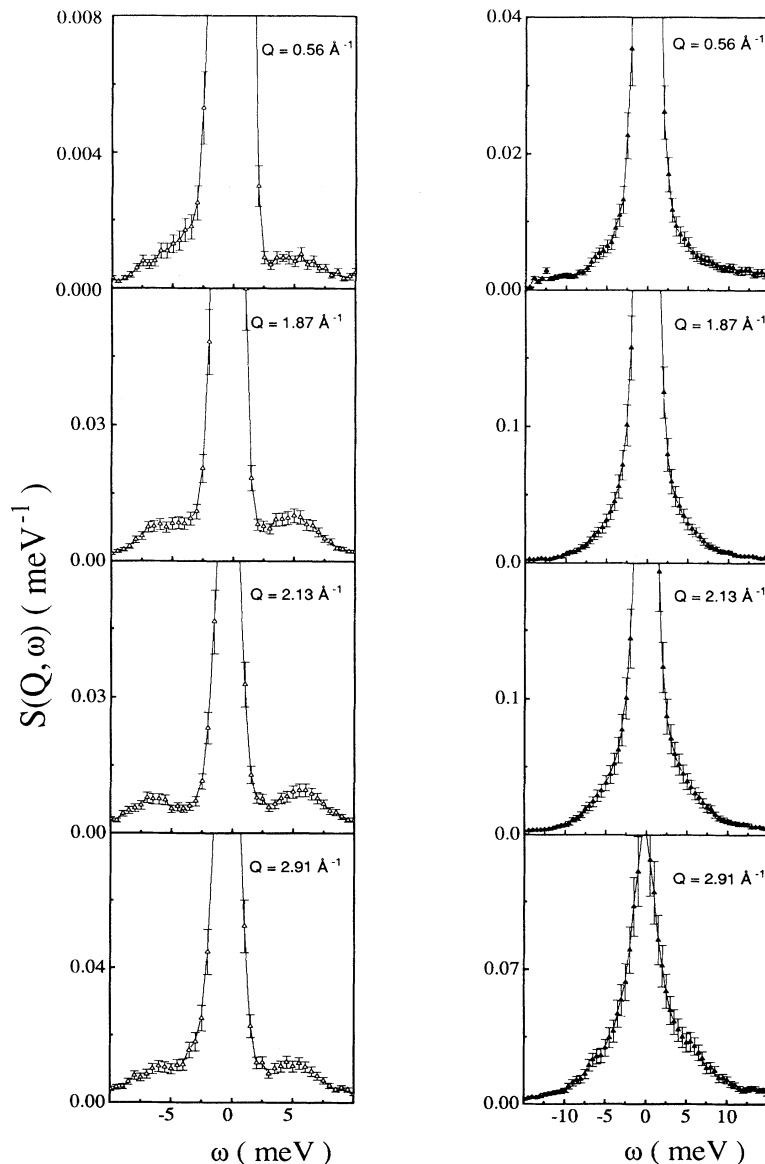 0.008
Q = 0.56 Å⁻¹
0.004
0.000
Q = 1.87 Å⁻¹
0.03
0.00
Q = 2.13 Å⁻¹
0.03
0.00
Q = 2.91 Å⁻¹
0.04
0.00
-5 0 5
ω ( meV )
S(Q, ω) ( meV⁻¹ )
0.04
Q = 0.56 Å⁻¹
0.02
0.00
Q = 1.87 Å⁻¹
0.1
0.0
Q = 2.13 Å⁻¹
0.1
0.0
Q = 2.91 Å⁻¹
0.07
0.00
-10 -5 0 5 10
ω ( meV )